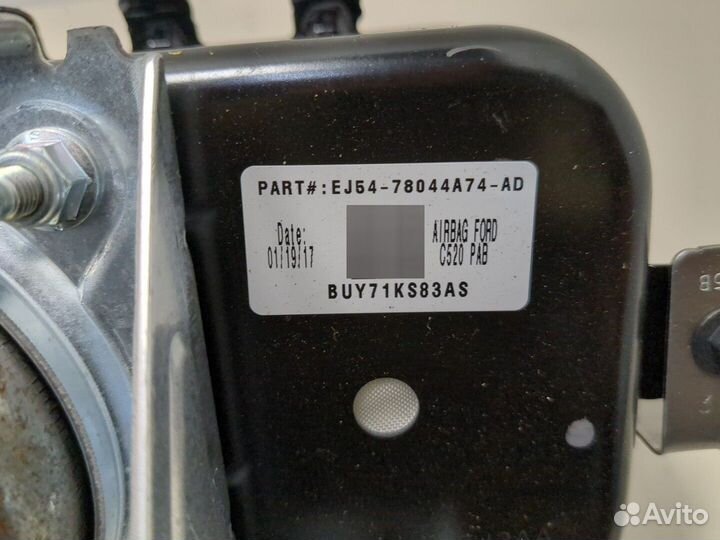 PART#:EJ54-78044A74-AD
Date:
01/19/17
AIRBAG FORD
C520 PAB
BUY71KS83AS
Avito